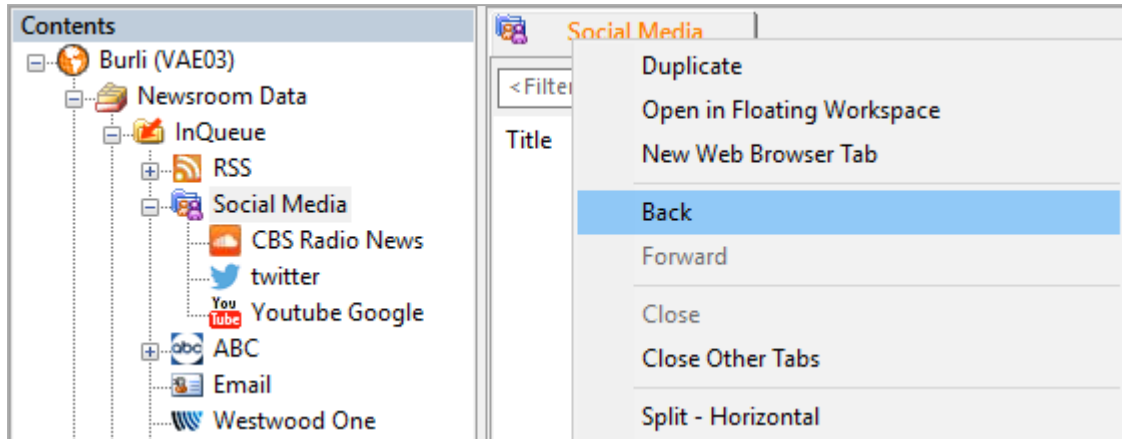 Contents
Burli (VAE03)
Newsroom Data
InQueue
RSS
Social Media
CBS Radio News
twitter
You
Tube
Youtube Google
abc
ABC
Email
Westwood One
Social Media
<Filte
Title
Duplicate
Open in Floating Workspace
New Web Browser Tab
Back
Forward
Close
Close Other Tabs
Split - Horizontal